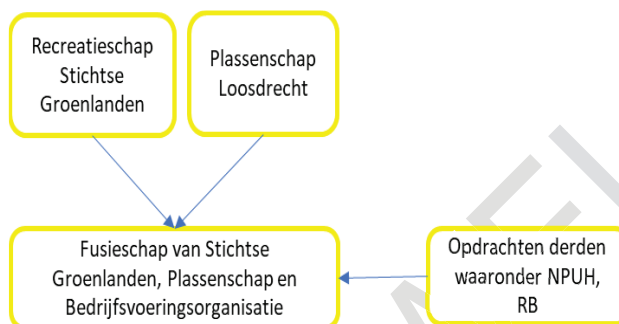 Recreatieschap
Stichtse
Groenlanden
Plassenschap
Loosdrecht
Fusieschap van Stichtse
Groenlanden, Plassenschap en
Bedrijfsvoeringsorganisatie
Opdrachten derden
waaronder NPUH,
RB